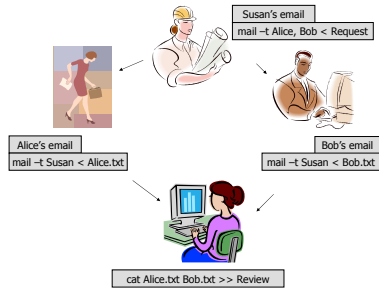 Susan's email
mail –t Alice, Bob < Request
Alice's email
mail –t Susan < Alice.txt
Bob's email
mail –t Susan < Bob.txt
cat Alice.txt Bob.txt >> Review